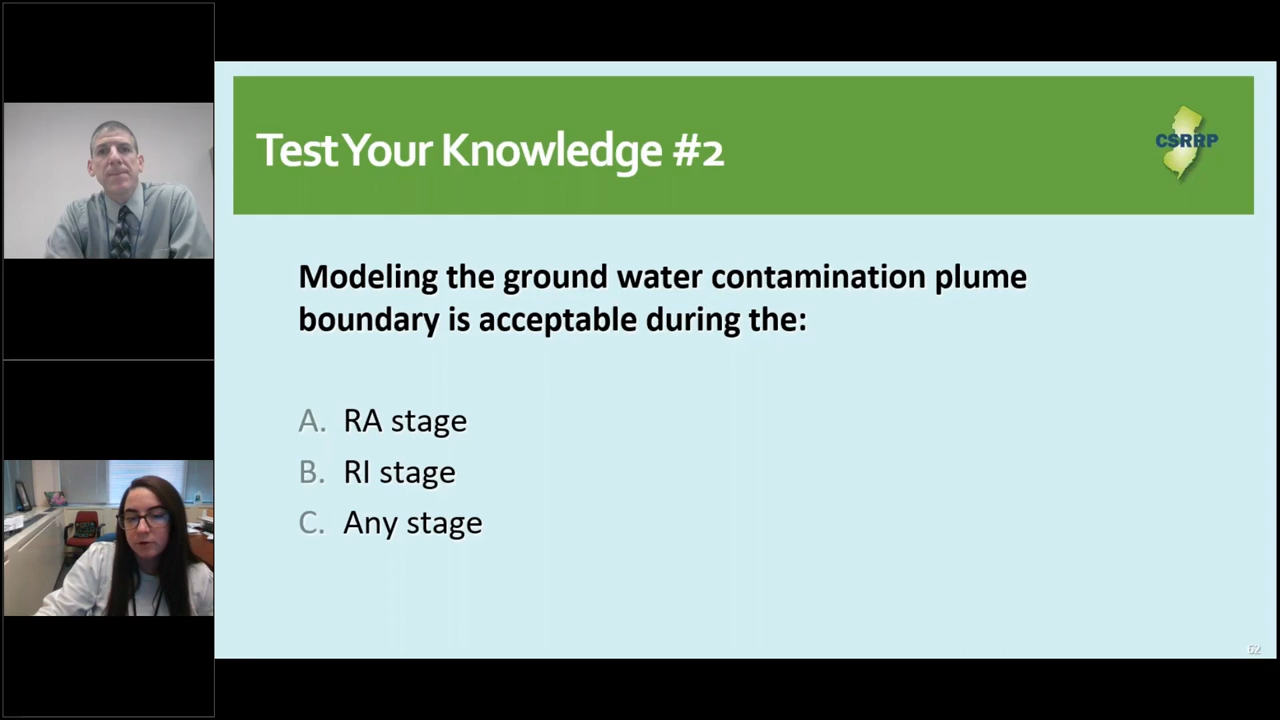 Test Your Knowledge #2
CSRRP
Modeling the ground water contamination plume
boundary is acceptable during the:
A. RA stage
B. RI stage
C. Any stage
62